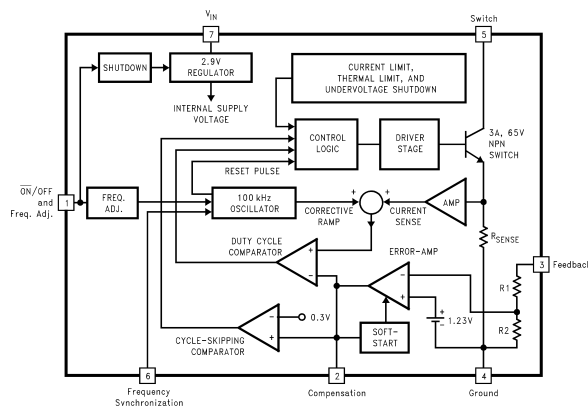 V_IN
7
Switch
5
SHUTDOWN
2.9V
REGULATOR
CURRENT LIMIT,
THERMAL LIMIT, AND
UNDERVOLTAGE SHUTDOWN
INTERNAL SUPPLY
VOLTAGE
CONTROL
LOGIC
DRIVER
STAGE
3A, 65V
NPN
SWITCH
RESET PULSE
ON/OFF
and
Freq. Adj.
1
FREQ.
ADJ.
100 kHz
OSCILLATOR
CORRECTIVE
RAMP
+
+
CURRENT
SENSE
AMP
R_SENSE
DUTY CYCLE
COMPARATOR
+
−
ERROR-AMP
−
+
3
Feedback
R1
R2
+
−
1.23V
CYCLE-SKIPPING
COMPARATOR
−
+
0.3V
SOFT-
START
6
Frequency
Synchronization
2
Compensation
4
Ground